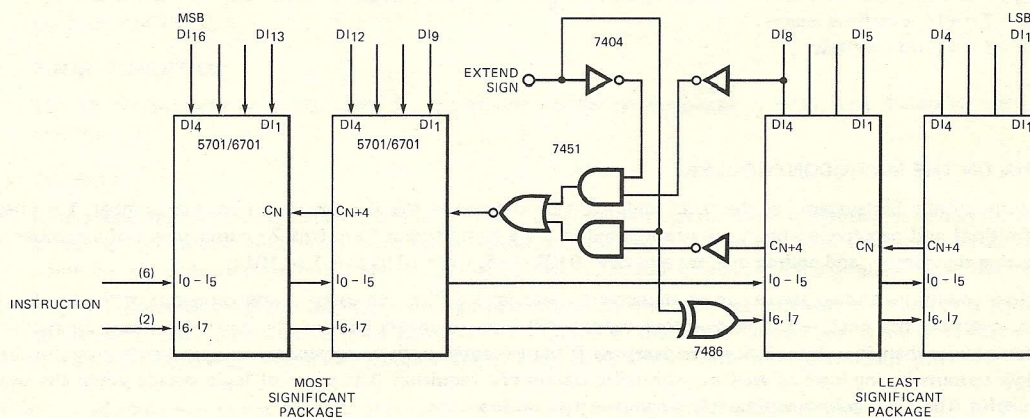 MSB
DI16 DI13 DI12 DI9 DI8 DI5 DI4 LSB DI1
7404
EXTEND SIGN
DI4 DI1 DI4 DI1 DI4 DI1 DI4 DI1
5701/6701 5701/6701
7451
CN CN+4 CN+4 CN CN+4
I0 – I5 I0 – I5 I0 – I5 I0 – I5
(6)
INSTRUCTION
(2)
I6, I7 I6, I7 I6, I7 I6, I7
7486
MOST SIGNIFICANT PACKAGE
LEAST SIGNIFICANT PACKAGE